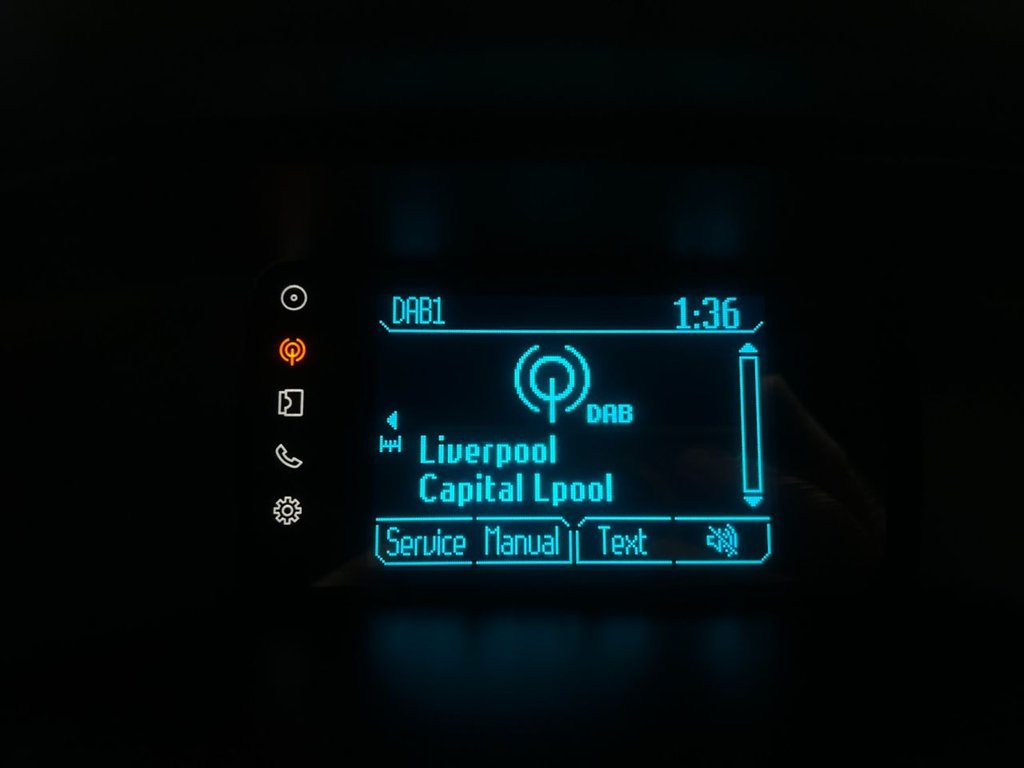 DAB1 1:36
DAB
Liverpool
Capital Lpool
Service Manual Text